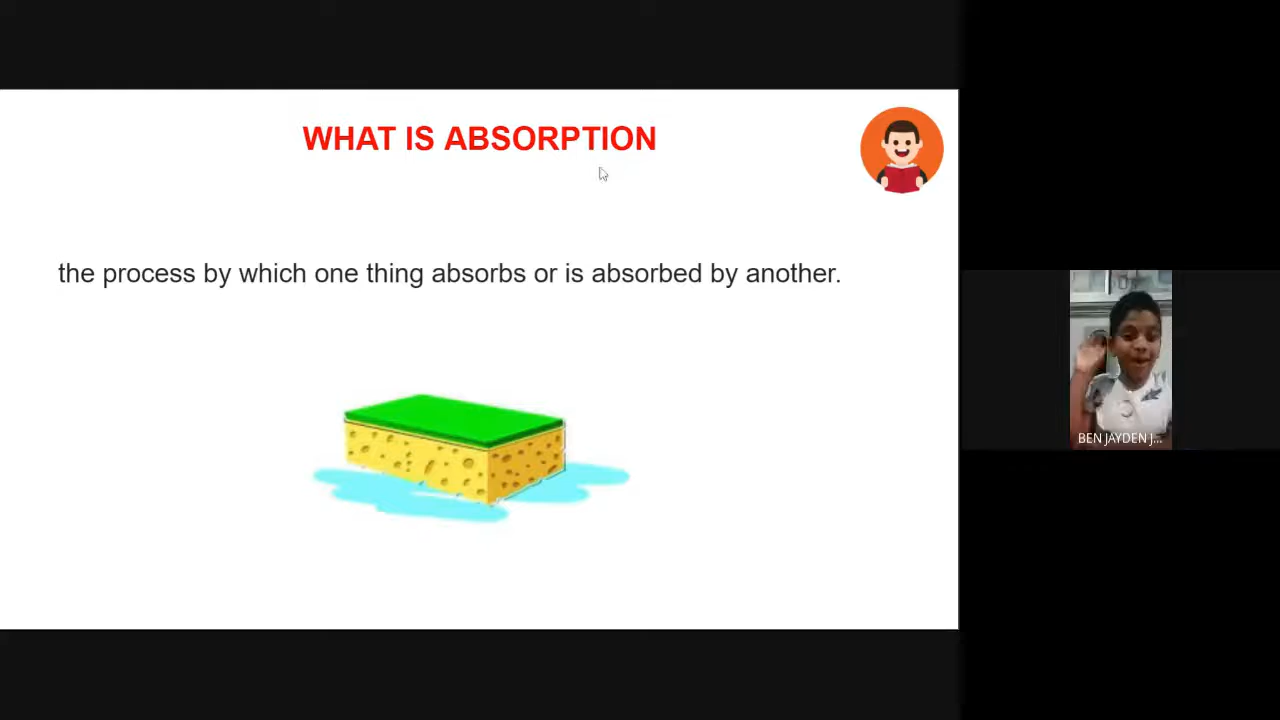 WHAT IS ABSORPTION
the process by which one thing absorbs or is absorbed by another.
BEN JAYDEN J...